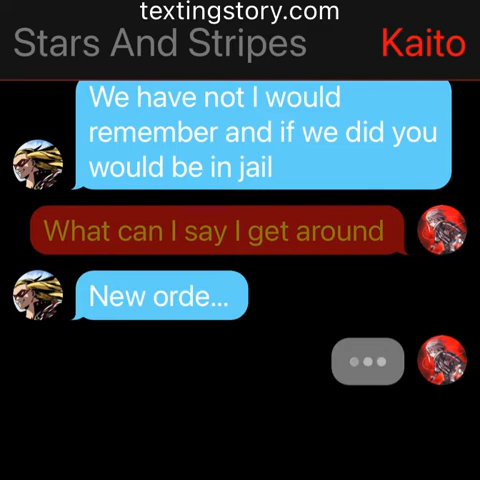 textingstory.com
Stars And Stripes Kaito
We have not I would
remember and if we did you
would be in jail
What can I say I get around
New orde...